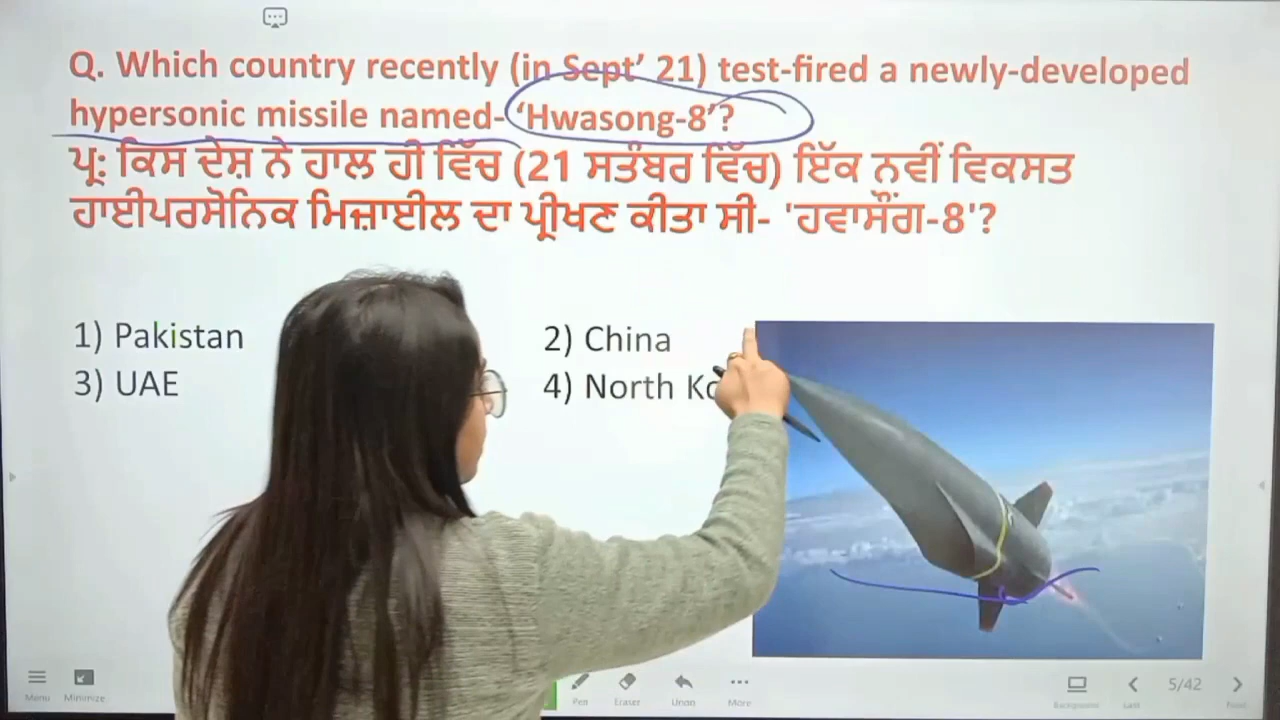 Q. Which country recently (in Sept’ 21) test-fired a newly-developed
hypersonic missile named- ‘Hwasong-8’?
ਪ੍ਰ: ਕਿਸ ਦੇਸ਼ ਨੇ ਹਾਲ ਹੀ ਵਿੱਚ (21 ਸਤੰਬਰ ਵਿੱਚ) ਇੱਕ ਨਵੀਂ ਵਿਕਸਤ
ਹਾਈਪਰਸੋਨਿਕ ਮਿਜ਼ਾਈਲ ਦਾ ਪ੍ਰੀਖਣ ਕੀਤਾ ਸੀ- 'ਹਵਾਸੌਂਗ-8'?
1) Pakistan 2) China
3) UAE 4) North
Menu Minimize Pen Eraser Undo More Background 5/42